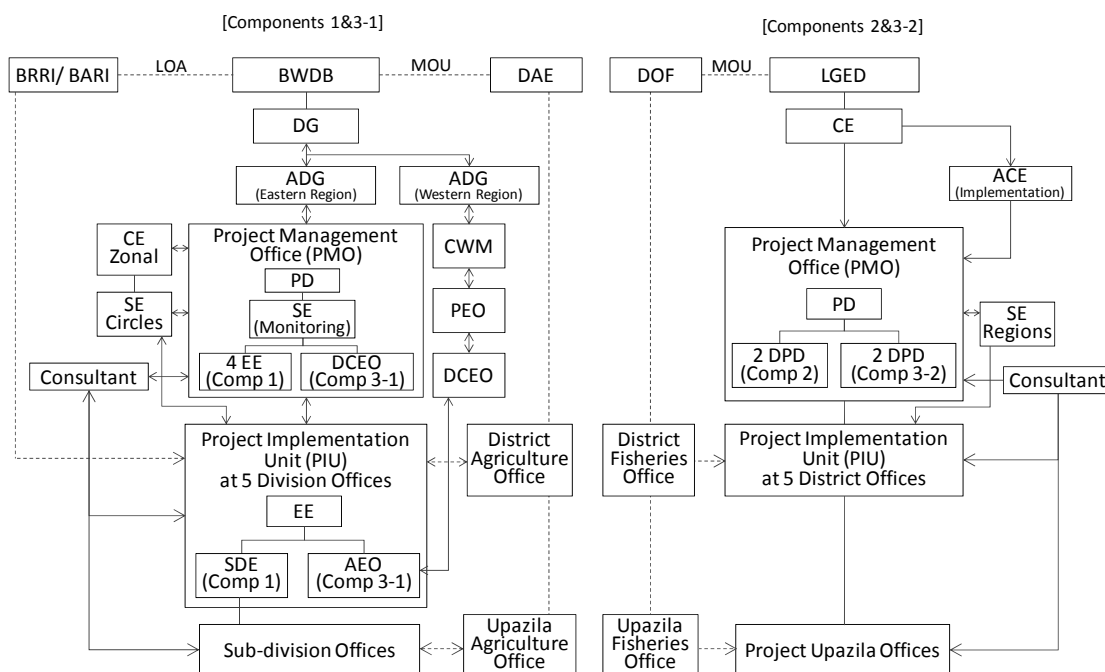 [Components 1&3-1]
[Components 2&3-2]
BRRI/ BARI
LOA
BWDB
MOU
DAE
DOF
MOU
LGED
DG
CE
ADG
(Eastern Region)
ADG
(Western Region)
ACE
(Implementation)
CE
Zonal
SE
Circles
Project Management
Office (PMO)
PD
SE
(Monitoring)
4 EE
(Comp 1)
DCEO
(Comp 3-1)
CWM
PEO
DCEO
Consultant
Project Management
Office (PMO)
PD
2 DPD
(Comp 2)
2 DPD
(Comp 3-2)
SE
Regions
Consultant
Project Implementation
Unit (PIU)
at 5 Division Offices
EE
SDE
(Comp 1)
AEO
(Comp 3-1)
District
Agriculture
Office
District
Fisheries
Office
Project Implementation
Unit (PIU)
at 5 District Offices
Sub-division Offices
Upazila
Agriculture
Office
Upazila
Fisheries
Office
Project Upazila Offices